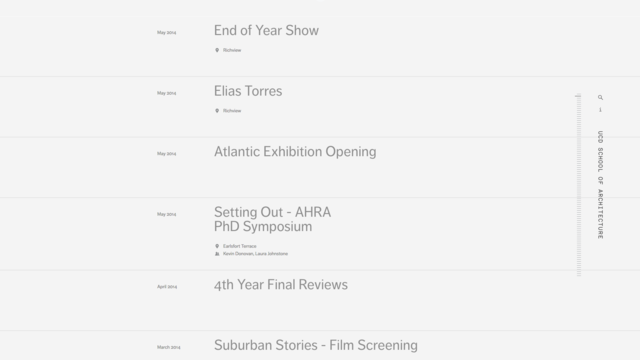 May 2014
End of Year Show
Richview
May 2014
Elias Torres
Richview
May 2014
Atlantic Exhibition Opening
May 2014
Setting Out - AHRA
PhD Symposium
Earlsfort Terrace
Kevin Donovan, Laura Johnstone
April 2014
4th Year Final Reviews
March 2014
Suburban Stories - Film Screening
UCD SCHOOL OF ARCHITECTURE